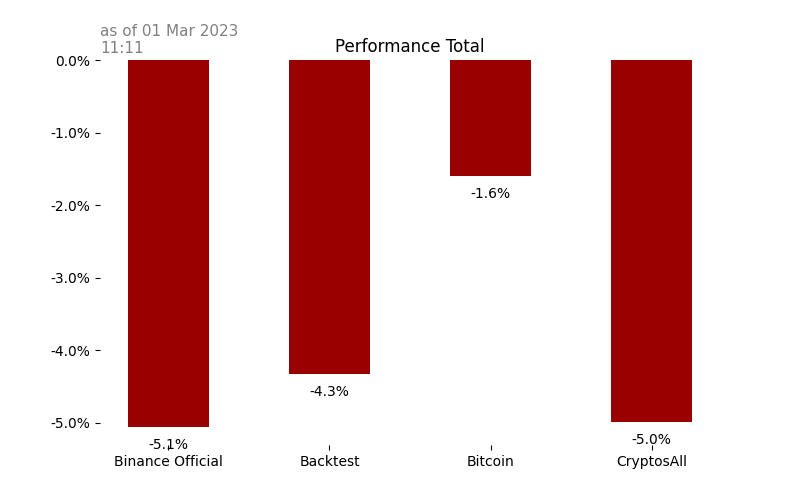 as of 01 Mar 2023
11:11
Performance Total
0.0%
-1.0%
-2.0%
-3.0%
-4.0%
-5.0%
-5.1%
-4.3%
-1.6%
-5.0%
Binance Official
Backtest
Bitcoin
CryptosAll